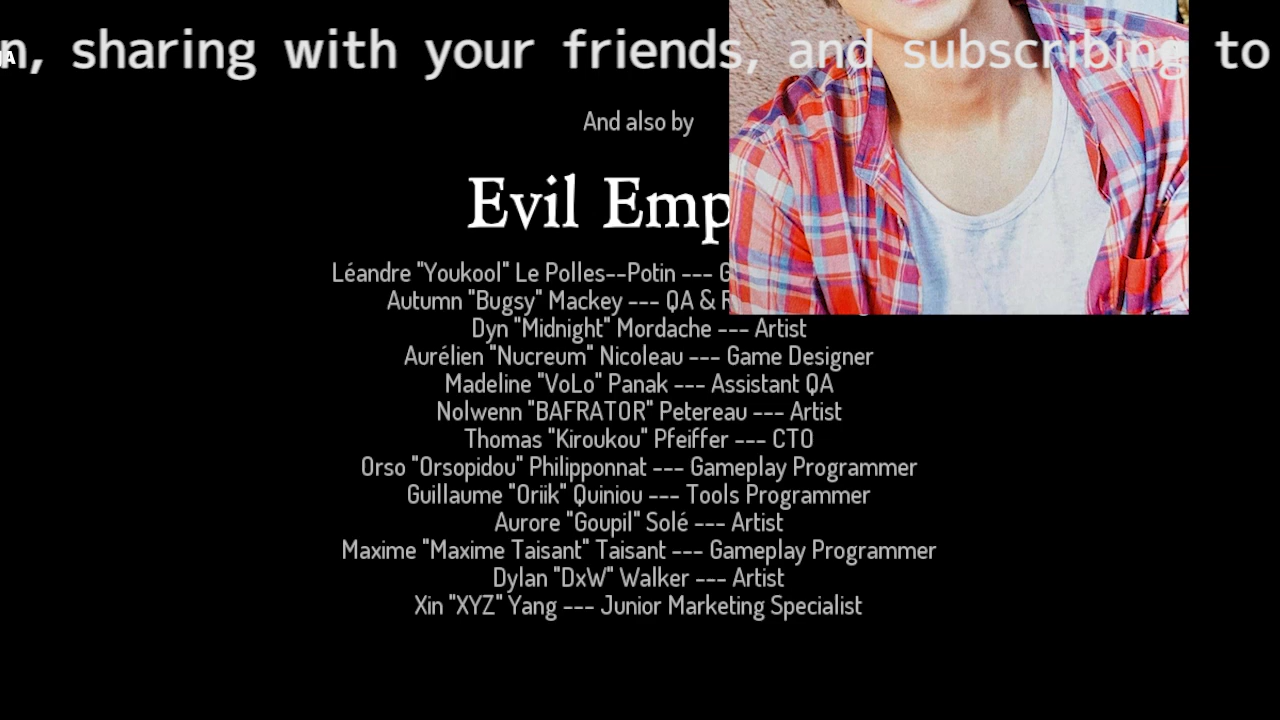 n, sharing with your friends, and subscribing to
And also by
Evil Emp
Léandre "Youkool" Le Polles--Potin --- G
Autumn "Bugsy" Mackey --- QA & R
Dyn "Midnight" Mordache --- Artist
Aurélien "Nucreum" Nicoleau --- Game Designer
Madeline "VoLo" Panak --- Assistant QA
Nolwenn "BAFRATOR" Petereau --- Artist
Thomas "Kiroukou" Pfeiffer --- CTO
Orso "Orsopidou" Philipponnat --- Gameplay Programmer
Guillaume "Oriik" Quiniou --- Tools Programmer
Aurore "Goupil" Solé --- Artist
Maxime "Maxime Taisant" Taisant --- Gameplay Programmer
Dylan "DxW" Walker --- Artist
Xin "XYZ" Yang --- Junior Marketing Specialist